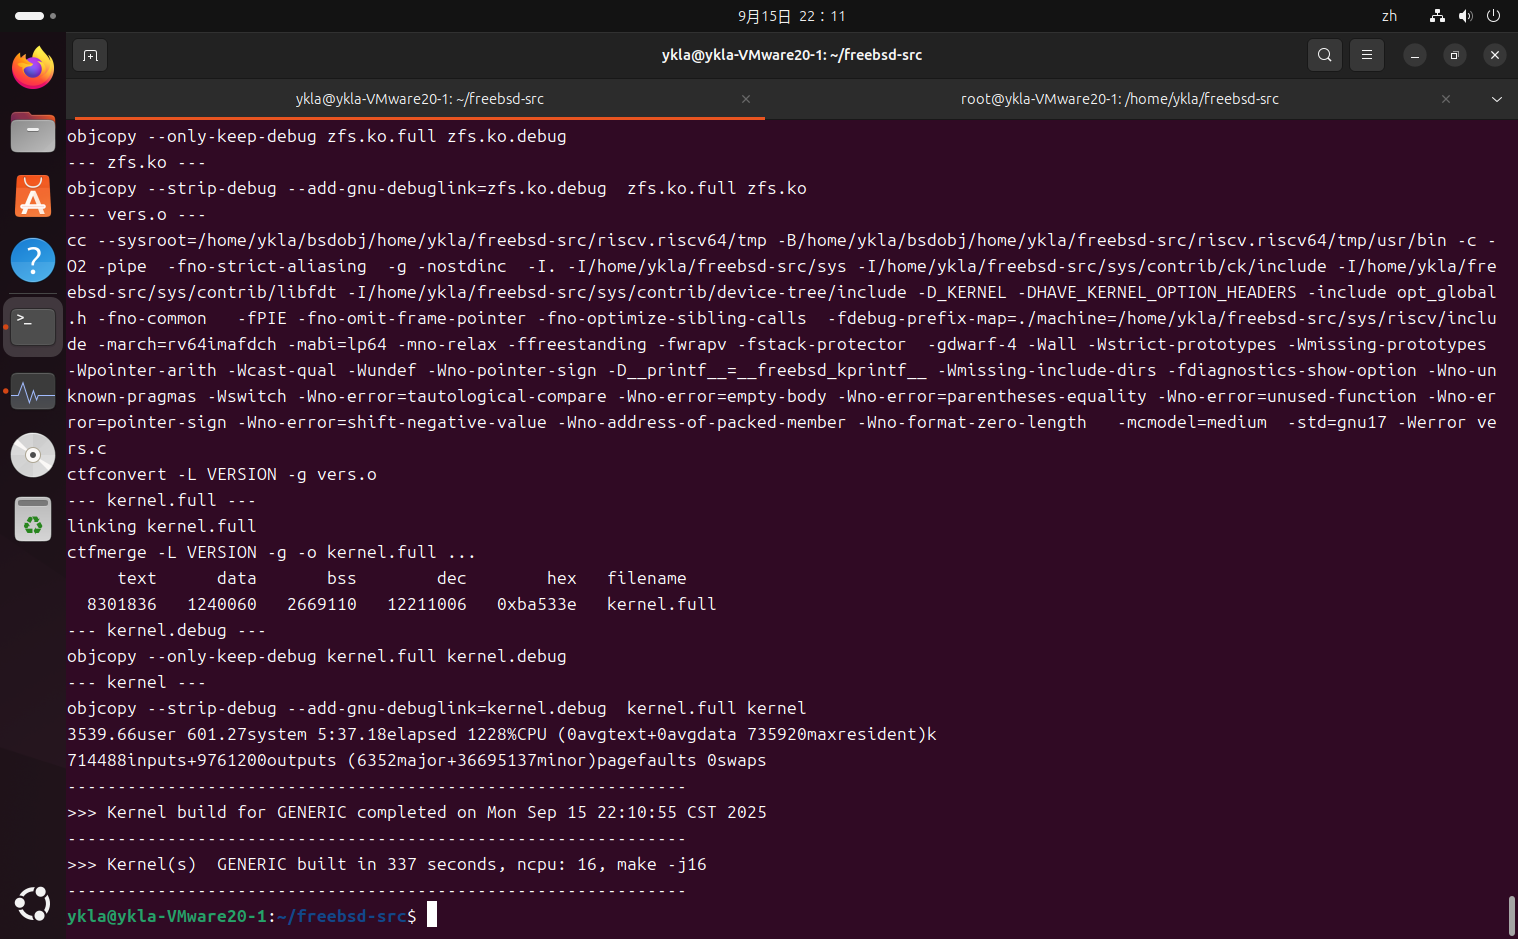 9月15日 22：11
zh
ykla@ykla-VMware20-1: ~/freebsd-src
ykla@ykla-VMware20-1: ~/freebsd-src
root@ykla-VMware20-1: /home/ykla/freebsd-src
objcopy --only-keep-debug zfs.ko.full zfs.ko.debug
--- zfs.ko ---
objcopy --strip-debug --add-gnu-debuglink=zfs.ko.debug  zfs.ko.full zfs.ko
--- vers.o ---
cc --sysroot=/home/ykla/bsdobj/home/ykla/freebsd-src/riscv.riscv64/tmp -B/home/ykla/bsdobj/home/ykla/freebsd-src/riscv.riscv64/tmp/usr/bin -c -
O2 -pipe  -fno-strict-aliasing  -g -nostdinc  -I. -I/home/ykla/freebsd-src/sys -I/home/ykla/freebsd-src/sys/contrib/ck/include -I/home/ykla/fre
ebsd-src/sys/contrib/libfdt -I/home/ykla/freebsd-src/sys/contrib/device-tree/include -D_KERNEL -DHAVE_KERNEL_OPTION_HEADERS -include opt_global
.h -fno-common   -fPIE -fno-omit-frame-pointer -fno-optimize-sibling-calls  -fdebug-prefix-map=./machine=/home/ykla/freebsd-src/sys/riscv/inclu
de -march=rv64imafdch -mabi=lp64 -mno-relax -ffreestanding -fwrapv -fstack-protector  -gdwarf-4 -Wall -Wstrict-prototypes -Wmissing-prototypes
-Wpointer-arith -Wcast-qual -Wundef -Wno-pointer-sign -D__printf__=__freebsd_kprintf__ -Wmissing-include-dirs -fdiagnostics-show-option -Wno-un
known-pragmas -Wswitch -Wno-error=tautological-compare -Wno-error=empty-body -Wno-error=parentheses-equality -Wno-error=unused-function -Wno-er
ror=pointer-sign -Wno-error=shift-negative-value -Wno-address-of-packed-member -Wno-format-zero-length   -mcmodel=medium  -std=gnu17 -Werror ve
rs.c
ctfconvert -L VERSION -g vers.o
--- kernel.full ---
linking kernel.full
ctfmerge -L VERSION -g -o kernel.full ...
     text      data       bss        dec        hex   filename
  8301836   1240060   2669110   12211006   0xba533e   kernel.full
--- kernel.debug ---
objcopy --only-keep-debug kernel.full kernel.debug
--- kernel ---
objcopy --strip-debug --add-gnu-debuglink=kernel.debug  kernel.full kernel
3539.66user 601.27system 5:37.18elapsed 1228%CPU (0avgtext+0avgdata 735920maxresident)k
714488inputs+9761200outputs (6352major+36695137minor)pagefaults 0swaps
--------------------------------------------------------------
>>> Kernel build for GENERIC completed on Mon Sep 15 22:10:55 CST 2025
--------------------------------------------------------------
>>> Kernel(s)  GENERIC built in 337 seconds, ncpu: 16, make -j16
--------------------------------------------------------------
ykla@ykla-VMware20-1:~/freebsd-src$